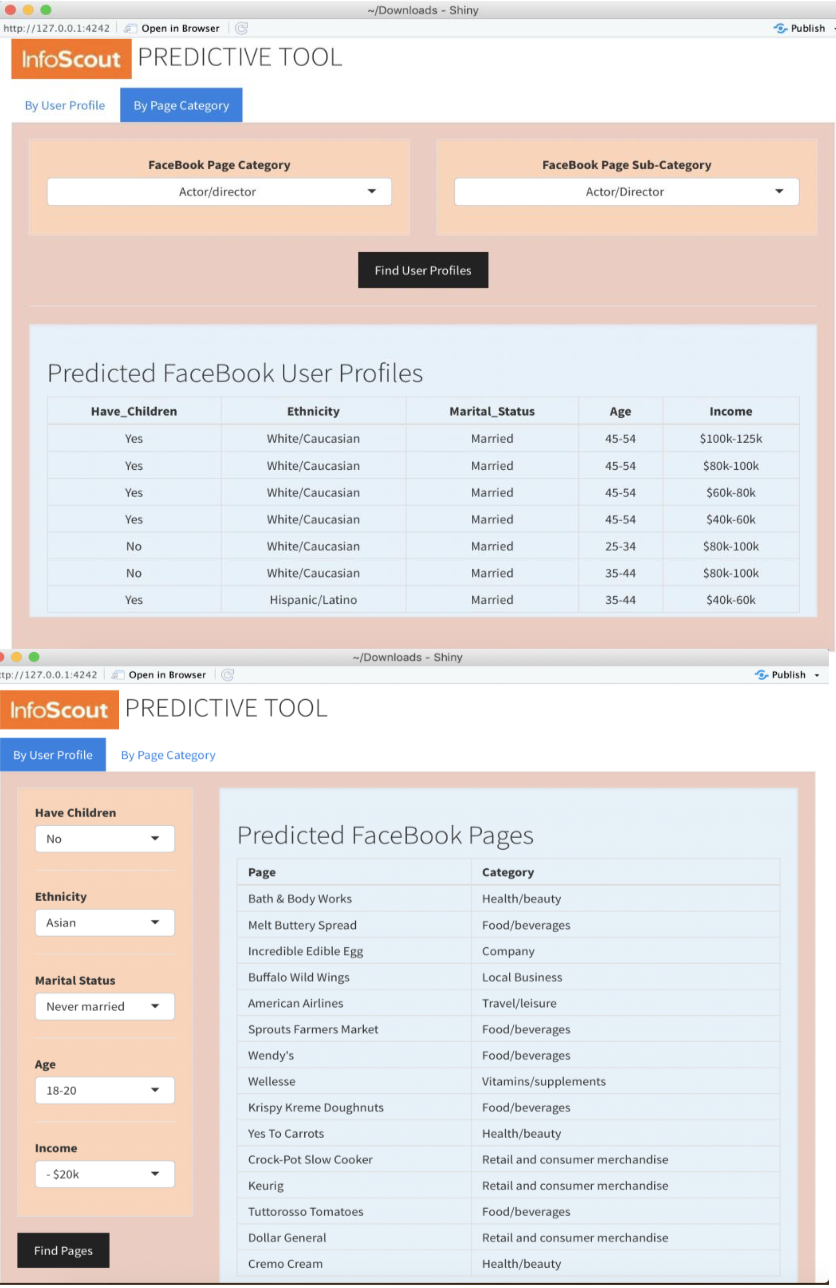 ~/Downloads - Shiny
http://127.0.0.1:4242 Open in Browser Publish
InfoScout PREDICTIVE TOOL
By User Profile By Page Category
FaceBook Page Category FaceBook Page Sub-Category
Actor/director Actor/Director
Find User Profiles
Predicted FaceBook User Profiles
Have_Children Ethnicity Marital_Status Age Income
Yes White/Caucasian Married 45-54 $100k-125k
Yes White/Caucasian Married 45-54 $80k-100k
Yes White/Caucasian Married 45-54 $60k-80k
Yes White/Caucasian Married 45-54 $40k-60k
No White/Caucasian Married 25-34 $80k-100k
No White/Caucasian Married 35-44 $80k-100k
Yes Hispanic/Latino Married 35-44 $40k-60k
~/Downloads - Shiny
ttp://127.0.0.1:4242 Open in Browser Publish
InfoScout PREDICTIVE TOOL
By User Profile By Page Category
Have Children
No
Ethnicity
Asian
Marital Status
Never married
Age
18-20
Income
- $20k
Find Pages
Predicted FaceBook Pages
Page Category
Bath & Body Works Health/beauty
Melt Buttery Spread Food/beverages
Incredible Edible Egg Company
Buffalo Wild Wings Local Business
American Airlines Travel/leisure
Sprouts Farmers Market Food/beverages
Wendy's Food/beverages
Wellesse Vitamins/supplements
Krispy Kreme Doughnuts Food/beverages
Yes To Carrots Health/beauty
Crock-Pot Slow Cooker Retail and consumer merchandise
Keurig Retail and consumer merchandise
Tuttorosso Tomatoes Food/beverages
Dollar General Retail and consumer merchandise
Cremo Cream Health/beauty